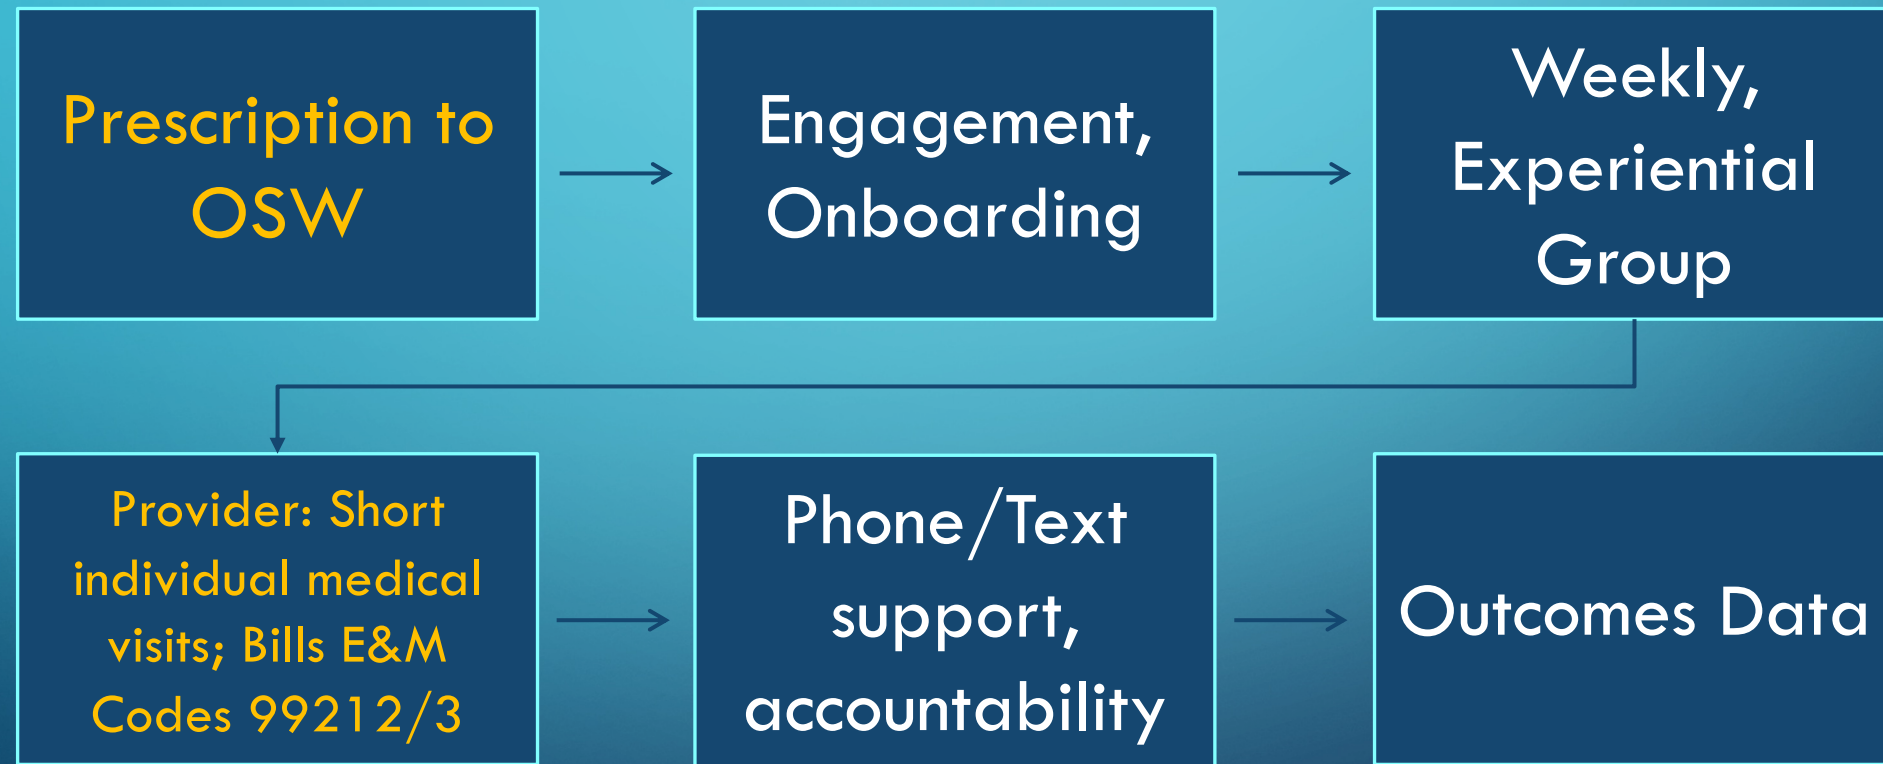 Prescription to
OSW
Engagement,
Onboarding
Weekly,
Experiential
Group
Provider: Short
individual medical
visits; Bills E&M
Codes 99212/3
Phone/Text
support,
accountability
Outcomes Data